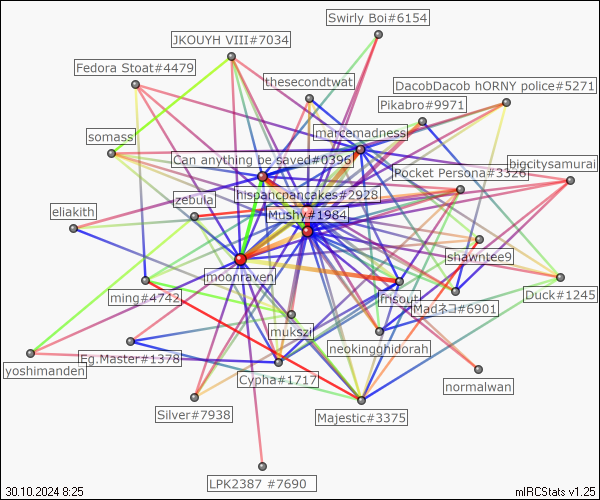 Swirly Boi#6154
JKOUYH VIII#7034
Fedora Stoat#4479
thesecondtwat
DacobDacob hORNY police#5271
Pikabro#9971
marcemadness
somass
Can anything be saved#0396
bigcitysamurai
Pocket Persona#3326
hispancpancakes#2928
zebula
eliakith
Mushy#1984
shawntee9
moonraven
ming#4742
frisout
Duck#1245
Madネコ#6901
mukszi
neokingghidorah
Eg.Master#1378
yoshimanden
Cypha#1717
normalwan
Silver#7938
Majestic#3375
LPK2387 #7690
30.10.2024 8:25
mIRCStats v1.25